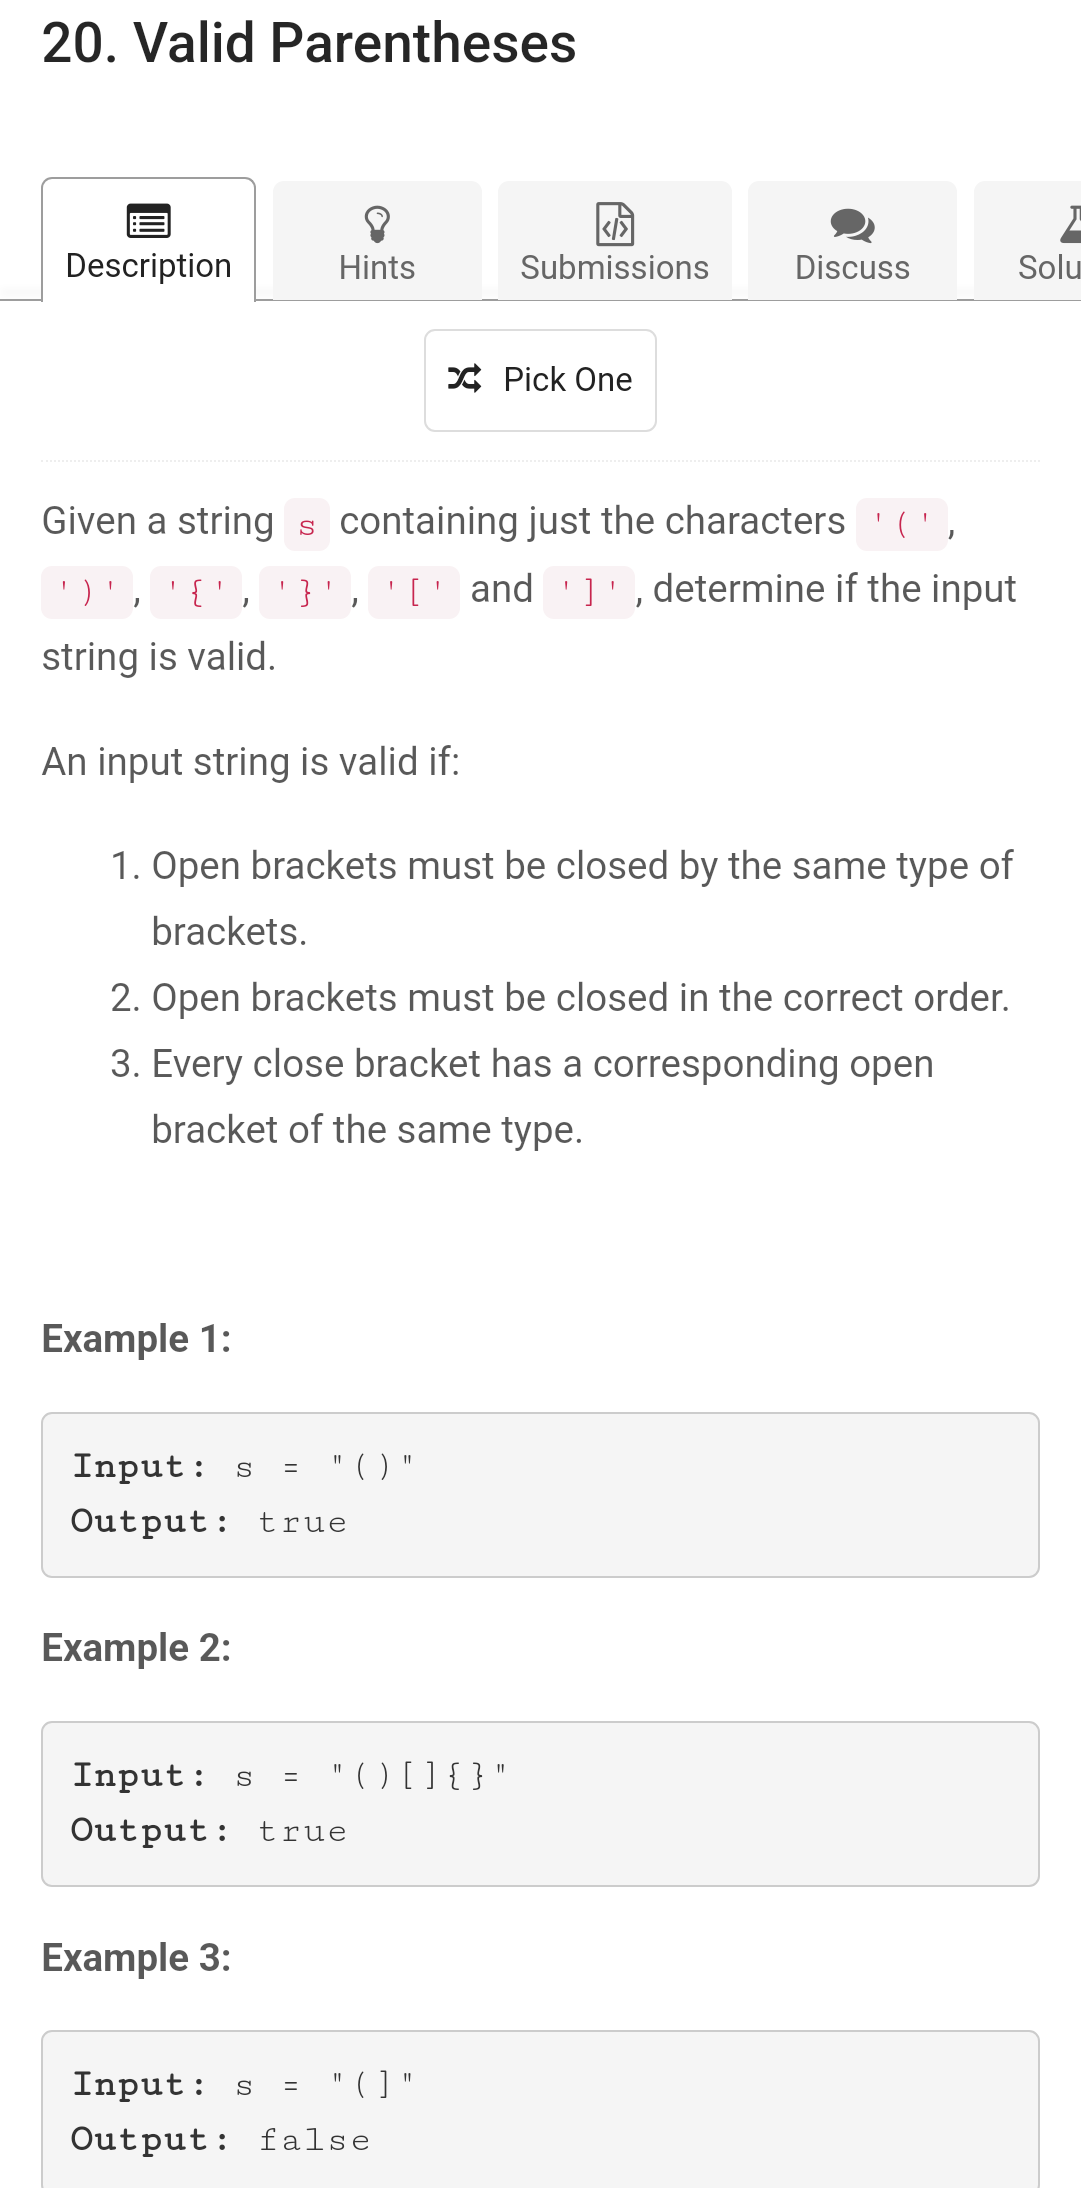 20. Valid Parentheses
Description
Hints
Submissions
Discuss
Solu
Pick One
Given a string s containing just the characters '(',
')', '{', '}', '[' and ']', determine if the input
string is valid.
An input string is valid if:
1. Open brackets must be closed by the same type of
brackets.
2. Open brackets must be closed in the correct order.
3. Every close bracket has a corresponding open
bracket of the same type.
Example 1:
Input: s = "()"
Output: true
Example 2:
Input: s = "()[]{}"
Output: true
Example 3:
Input: s = "(]"
Output: false